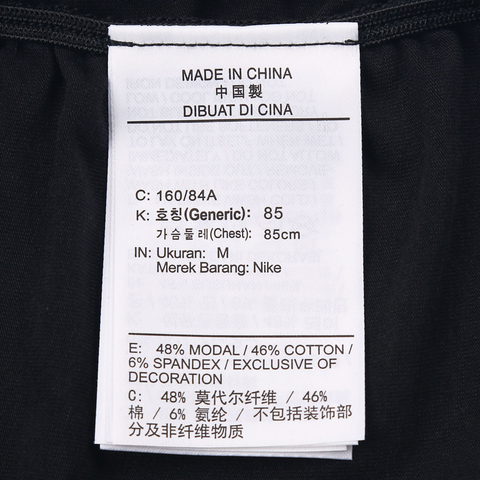 MADE IN CHINA
中国製
DIBUAT DI CINA
C: 160/84A
K: 호칭(Generic): 85
가슴둘레(Chest): 85cm
IN: Ukuran: M
Merek Barang: Nike
E: 48% MODAL / 46% COTTON /
6% SPANDEX / EXCLUSIVE OF
DECORATION
C: 48% 莫代尔纤维 / 46%
棉 / 6% 氨纶 / 不包括装饰部
分及非纤维物质